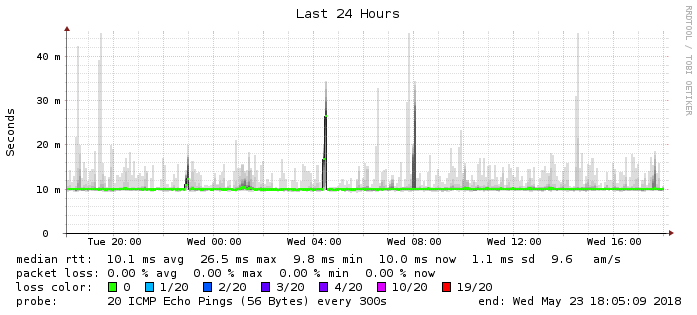 Last 24 Hours
RRDTOOL / TOBI OETIKER
Seconds
40 m
30 m
20 m
10 m
0
Tue 20:00 Wed 00:00 Wed 04:00 Wed 08:00 Wed 12:00 Wed 16:00
median rtt: 10.1 ms avg 26.5 ms max 9.8 ms min 10.0 ms now 1.1 ms sd 9.6 am/s
packet loss: 0.00 % avg 0.00 % max 0.00 % min 0.00 % now
loss color: 0 1/20 2/20 3/20 4/20 10/20 19/20
probe: 20 ICMP Echo Pings (56 Bytes) every 300s end: Wed May 23 18:05:09 2018